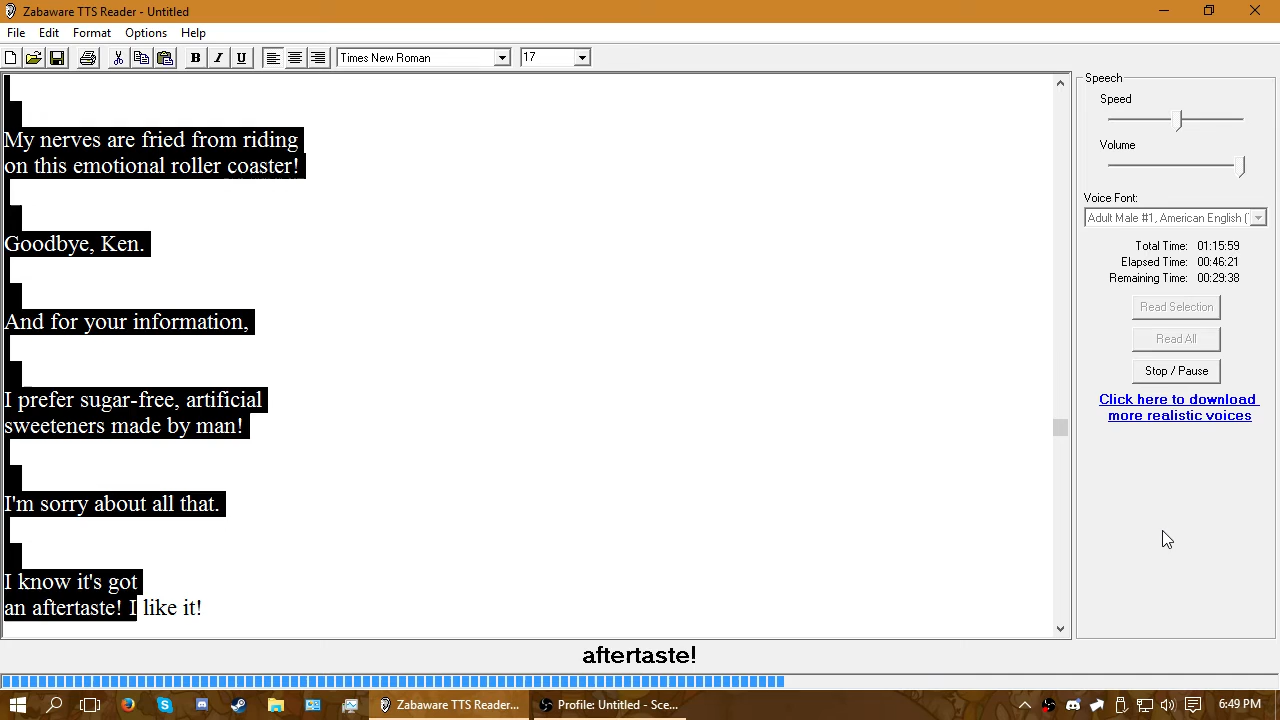 Zabaware TTS Reader - Untitled
File Edit Format Options Help
B I U Times New Roman 17
My nerves are fried from riding
on this emotional roller coaster!
Goodbye, Ken.
And for your information,
I prefer sugar-free, artificial
sweeteners made by man!
I'm sorry about all that.
I know it's got
an aftertaste! I like it!
Speech
Speed
Volume
Voice Font:
Adult Male #1, American English (
Total Time: 01:15:59
Elapsed Time: 00:46:21
Remaining Time: 00:29:38
Read Selection
Read All
Stop / Pause
Click here to download
more realistic voices
aftertaste!
Zabaware TTS Reader...
Profile: Untitled - Sce...
6:49 PM